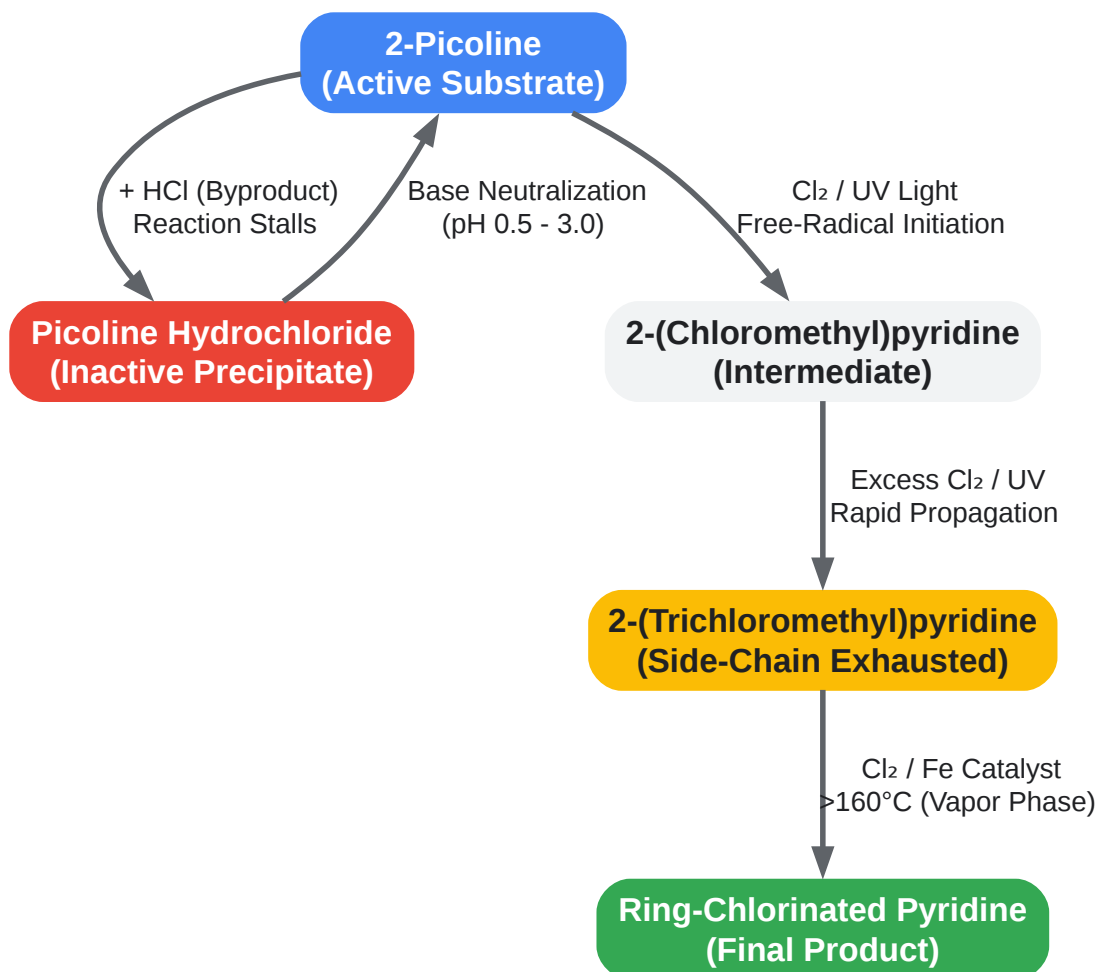 2-Picoline
(Active Substrate)
+ HCl (Byproduct)
Reaction Stalls
Base Neutralization
(pH 0.5 - 3.0)
Cl₂ / UV Light
Free-Radical Initiation
Picoline Hydrochloride
(Inactive Precipitate)
2-(Chloromethyl)pyridine
(Intermediate)
Excess Cl₂ / UV
Rapid Propagation
2-(Trichloromethyl)pyridine
(Side-Chain Exhausted)
Cl₂ / Fe Catalyst
>160°C (Vapor Phase)
Ring-Chlorinated Pyridine
(Final Product)